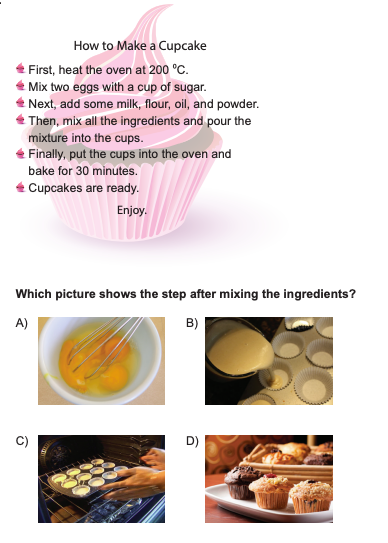 How to Make a Cupcake
First, heat the oven at 200 ⁰C.
Mix two eggs with a cup of sugar.
Next, add some milk, flour, oil, and powder.
Then, mix all the ingredients and pour the
mixture into the cups.
Finally, put the cups into the oven and
bake for 30 minutes.
Cupcakes are ready.
Enjoy.
Which picture shows the step after mixing the ingredients?
A)
B)
C)
D)